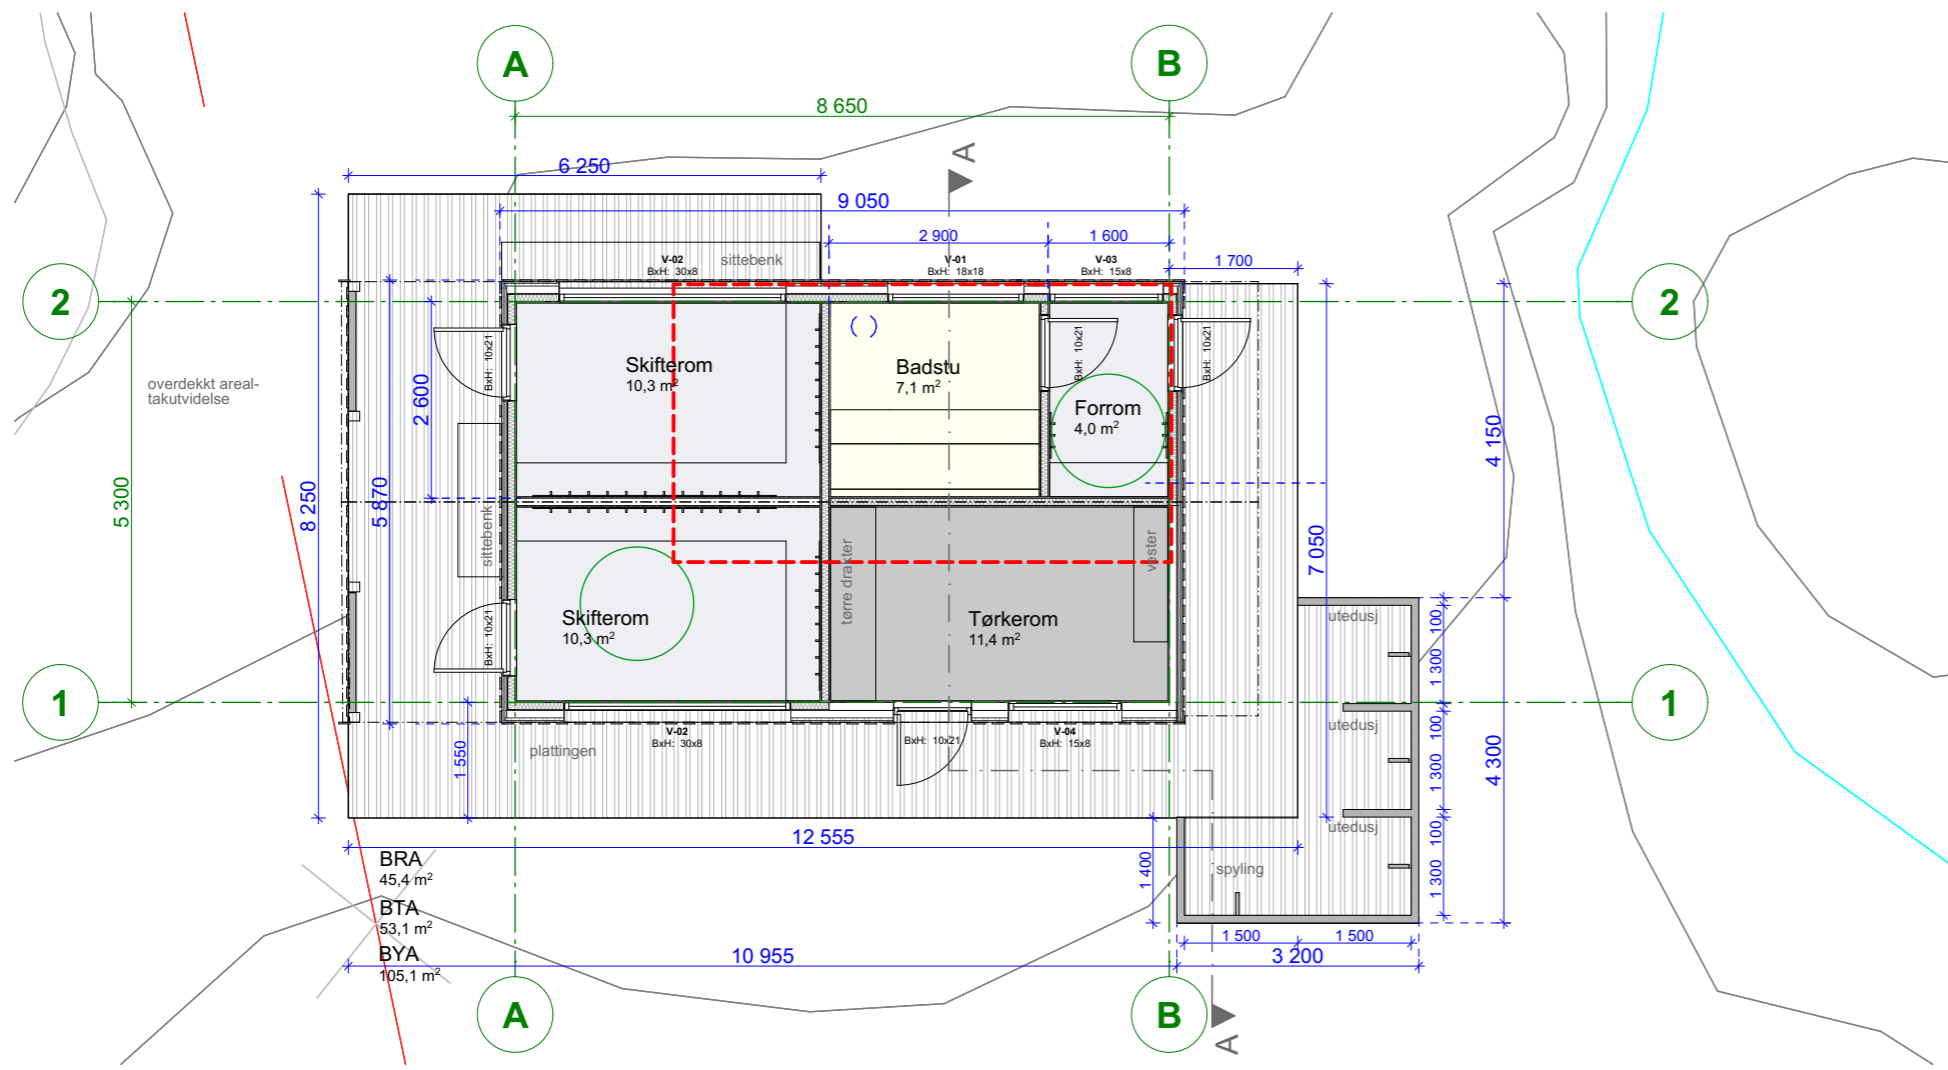 A
B
8 650
A
6 250
9 050
2 900
1 600
V-02
BxH: 30x8
sittebenk
V-01
BxH: 18x18
V-03
BxH: 15x8
1 700
2
2
BxH: 10x21
BxH: 10x21
BxH: 10x21
Skifterom
10,3 m²
Badstu
7,1 m²
Forrom
4,0 m²
overdekkt areal-
takutvidelse
2 600
4 150
5 300
8 250
5 870
sittebenk
7 050
tørre drakter
vester
Skifterom
10,3 m²
Tørkerom
11,4 m²
BxH: 10x21
utedusj
100
1 300
1
1
1 550
plattingen
V-02
BxH: 30x8
BxH: 10x21
V-04
BxH: 15x8
utedusj
100
1 300
4 300
12 555
utedusj
100
1 300
1 400
spyling
BRA
45,4 m²
BTA
53,1 m²
BYA
105,1 m²
1 500
1 500
10 955
3 200
A
B
A